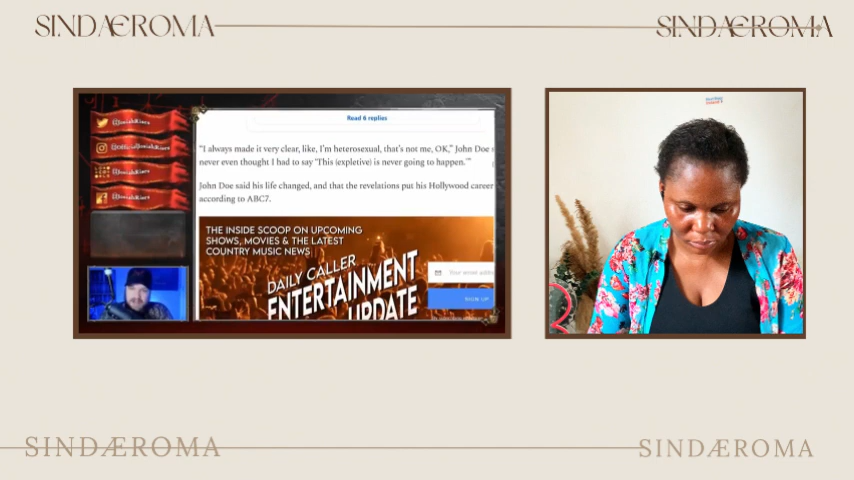 SINDÆROMA
SINDÆROMA
Read 6 replies
“I always made it very clear, like, I'm heterosexual, that's not me, OK,” John Doe
never even thought I had to say ‘This (expletive) is never going to happen.’”
John Doe said his life changed, and that the revelations put his Hollywood career
according to ABC7.
THE INSIDE SCOOP ON UPCOMING
SHOWS, MOVIES & THE LATEST
COUNTRY MUSIC NEWS
DAILY CALLER
ENTERTAINMENT
UPDATE
Your email
SIGN UP
SINDÆROMA
SINDÆROMA